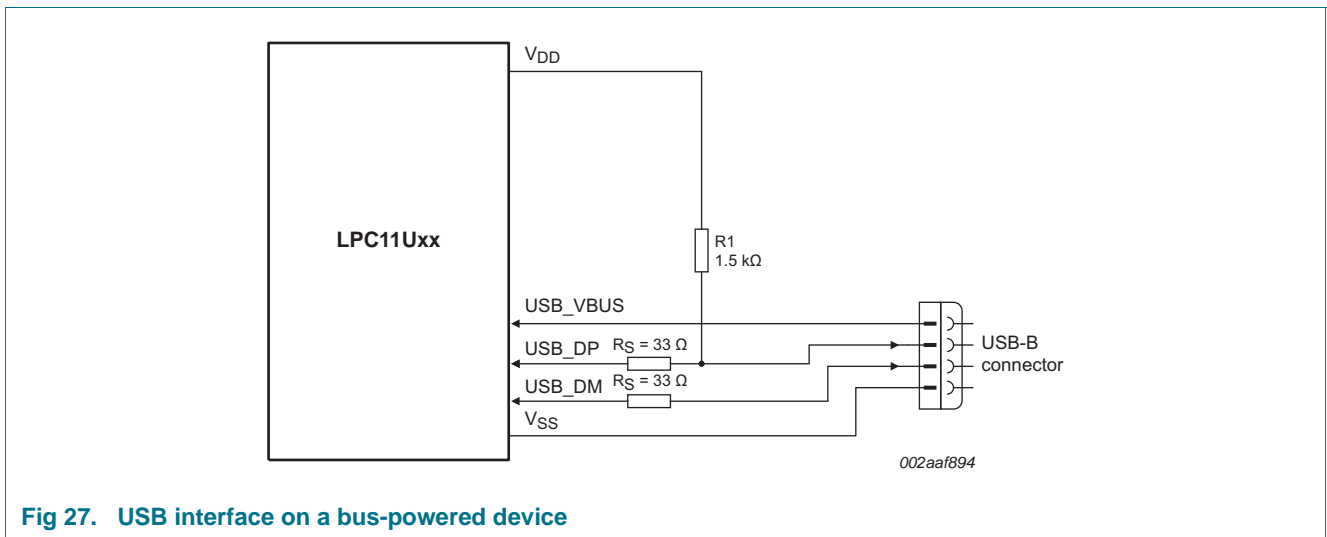 VDD
LPC11Uxx
R1
1.5 kΩ
USB_VBUS
USB_DP RS = 33 Ω
USB_DM RS = 33 Ω
VSS
USB-B
connector
002aaf894
Fig 27. USB interface on a bus-powered device